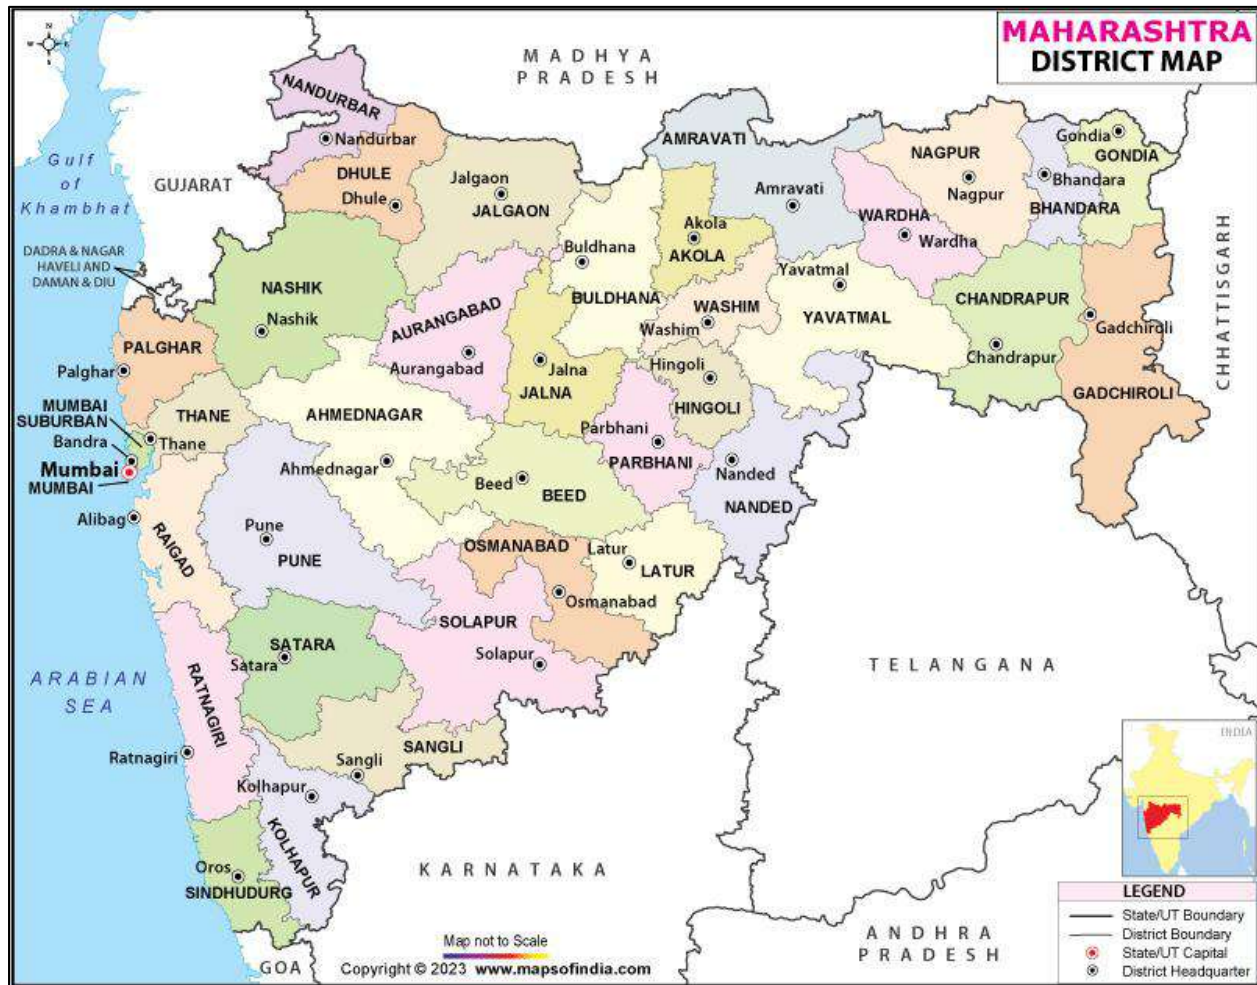 MAHARASHTRA
DISTRICT MAP
N
W
E
S
MADHYA
PRADESH
NANDURBAR
Nandurbar
DHULE
Dhule
Jalgaon
JALGAON
AMRAVATI
Amravati
NAGPUR
Nagpur
Gondia
GONDIA
Bhandara
BHANDARA
Gulf
of
Khambhat
GUJARAT
DADRA & NAGAR
HAVELI AND
DAMAN & DIU
NASHIK
Nashik
AURANGABAD
Aurangabad
Buldhana
BULDHANA
Akola
AKOLA
WARDHA
Wardha
Yavatmal
YAVATMAL
WASHIM
Washim
CHANDRAPUR
Chandrapur
Gadchiroli
GADCHIROLI
CHHATTISGARH
PALGHAR
Palghar
THANE
Thane
MUMBAI
SUBURBAN
Bandra
Mumbai
MUMBAI
Alibag
AHMEDNAGAR
Ahmednagar
Jalna
JALNA
Hingoli
HINGOLI
Parbhani
PARBHANI
Nanded
NANDED
Beed
BEED
RAIGAD
Pune
PUNE
OSMANABAD
Osmanabad
Latur
LATUR
SOLAPUR
Solapur
SATARA
Satara
ARABIAN
SEA
RATNAGIRI
Ratnagiri
SANGLI
Sangli
Kolhapur
KOLHAPUR
Oros
SINDHUDURG
GOA
KARNATAKA
TELANGANA
ANDHRA
PRADESH
INDIA
LEGEND
State/UT Boundary
District Boundary
State/UT Capital
District Headquarter
Map not to Scale
Copyright © 2023 www.mapsofindia.com